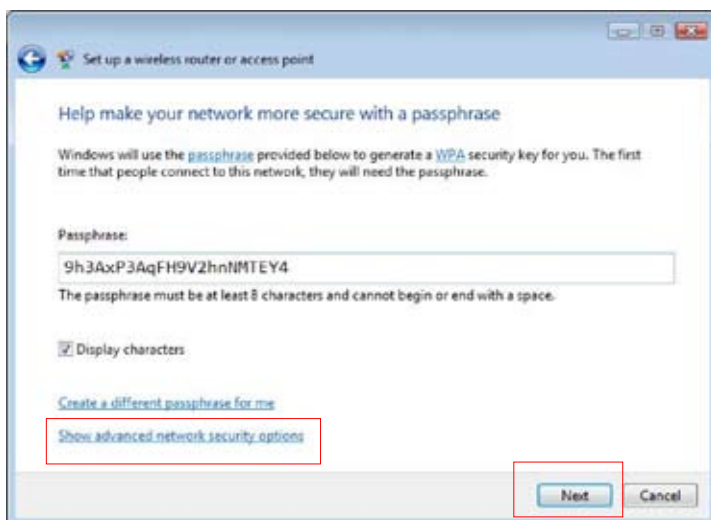 Set up a wireless router or access point
Help make your network more secure with a passphrase
Windows will use the passphrase provided below to generate a WPA security key for you. The first
time that people connect to this network, they will need the passphrase.
Passphrase:
9h3AxP3AqFH9V2hnNMTEY4
The passphrase must be at least 8 characters and cannot begin or end with a space.
Display characters
Create a different passphrase for me
Show advanced network security options
Next
Cancel